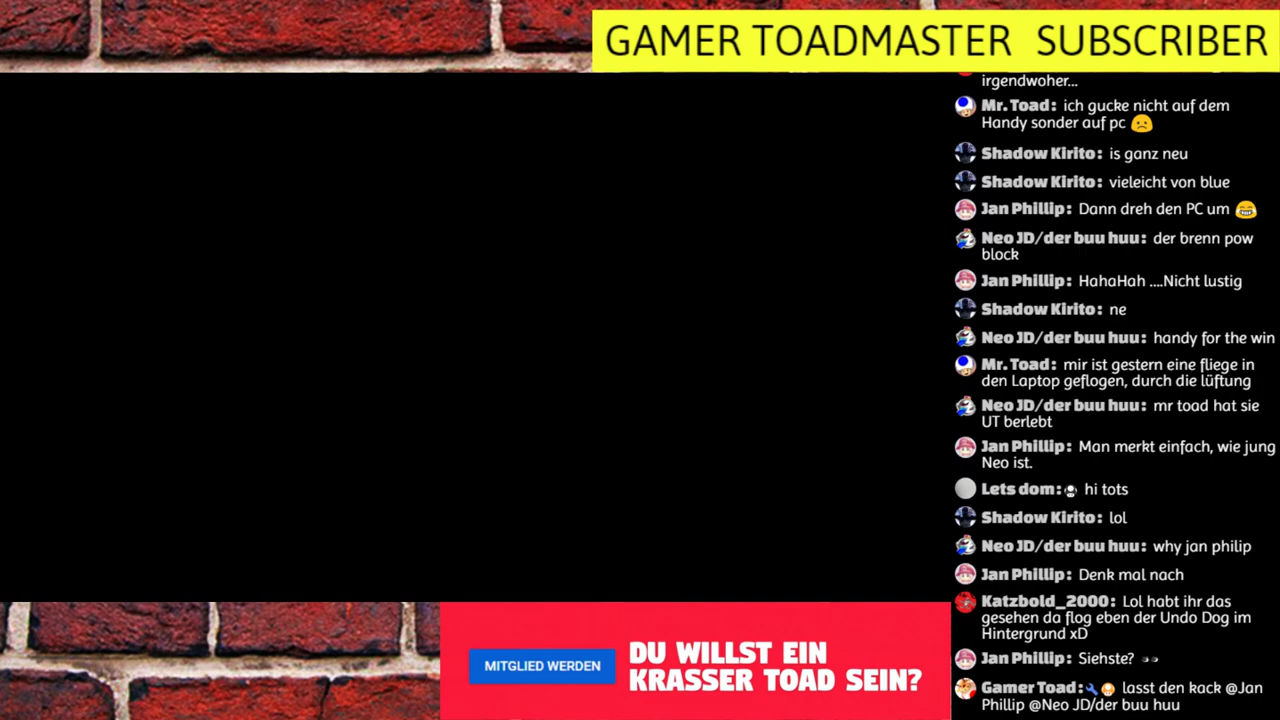 GAMER TOADMASTER SUBSCRIBER
irgendwoher...
Mr. Toad: ich gucke nicht auf dem
Handy sonder auf pc
Shadow Kirito: is ganz neu
Shadow Kirito: vieleicht von blue
Jan Phillip: Dann dreh den PC um
Neo JD/der buu huu: der brenn pow
block
Jan Phillip: HahaHah ....Nicht lustig
Shadow Kirito: ne
Neo JD/der buu huu: handy for the win
Mr. Toad: mir ist gestern eine fliege in
den Laptop geflogen, durch die lüftung
Neo JD/der buu huu: mr toad hat sie
UT berlebt
Jan Phillip: Man merkt einfach, wie jung
Neo ist.
Lets dom: hi tots
Shadow Kirito: lol
Neo JD/der buu huu: why jan philip
Jan Phillip: Denk mal nach
Katzbold_2000: Lol habt ihr das
gesehen da flog eben der Undo Dog im
Hintergrund xD
Jan Phillip: Siehste?
Gamer Toad: lasst den kack @Jan
Phillip @Neo JD/der buu huu
MITGLIED WERDEN
DU WILLST EIN
KRASSER TOAD SEIN?